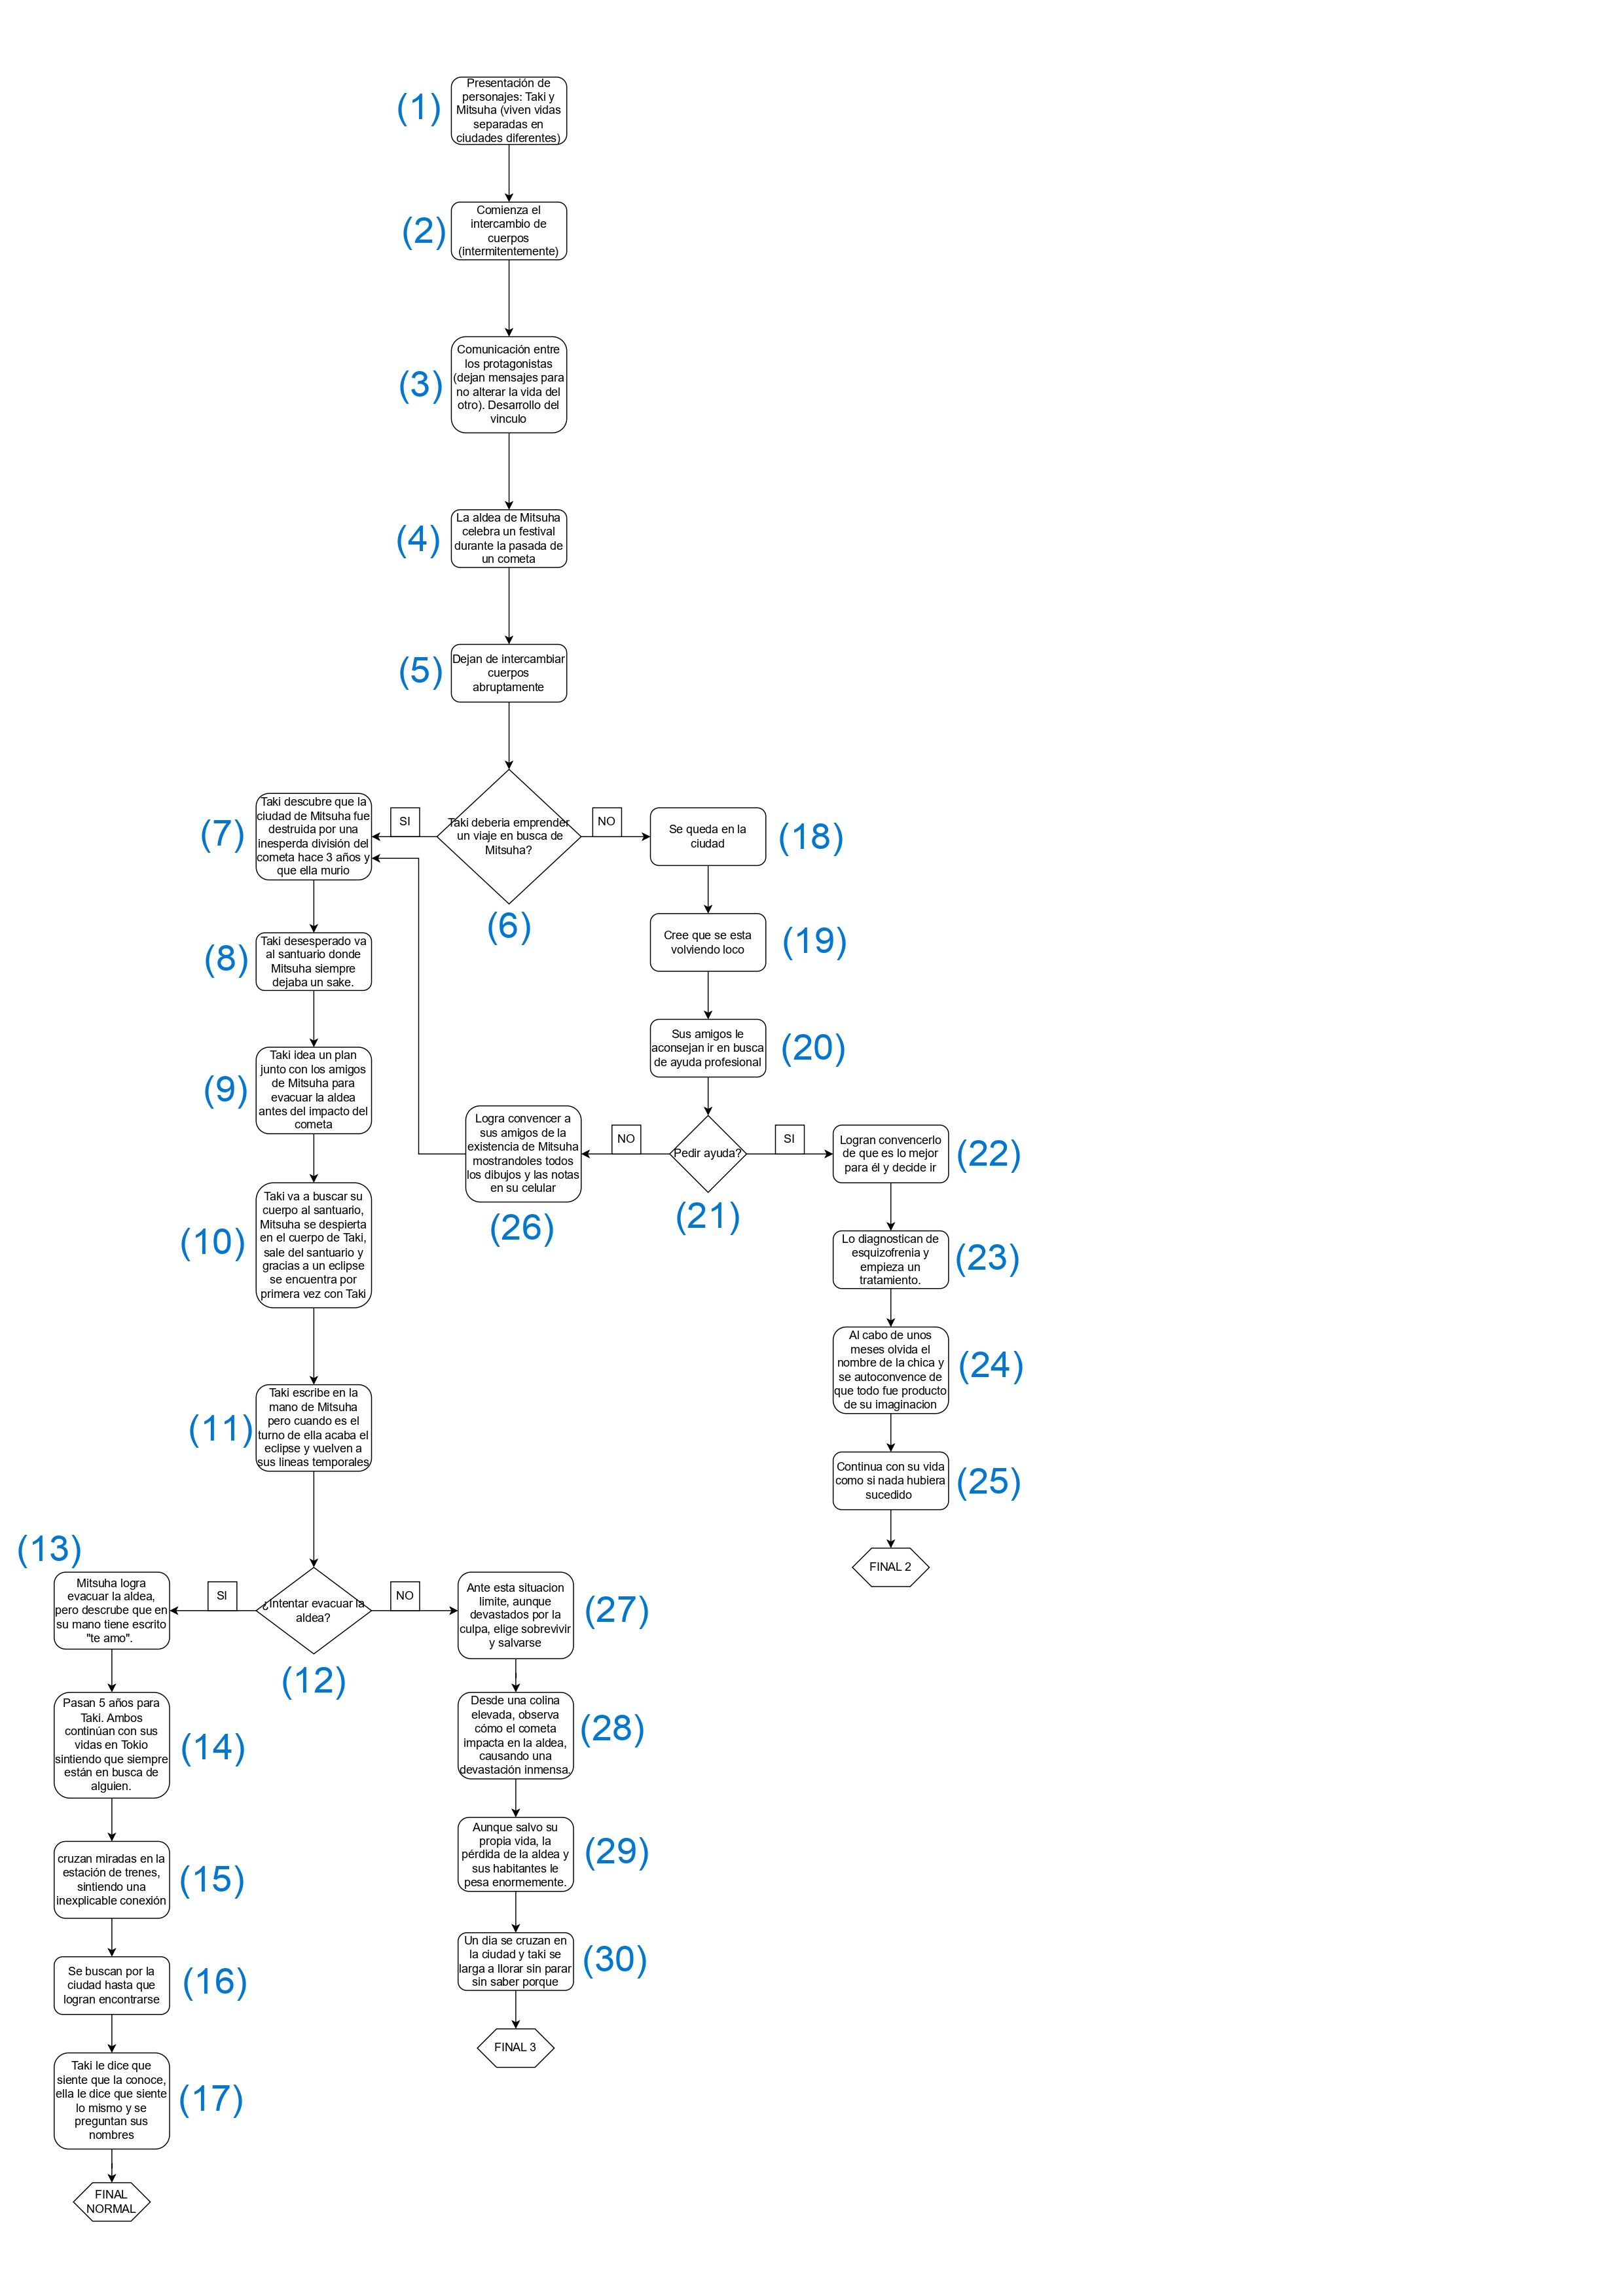 Presentación de
personajes: Taki y
Mitsuha (viven vidas
separadas en
ciudades diferentes)
(1)
Comienza el
intercambio de
cuerpos
(intermitentemente)
(2)
Comunicación entre
los protagonistas
(dejan mensajes para
no alterar la vida del
otro). Desarrollo del
vinculo
(3)
La aldea de Mitsuha
celebra un festival
durante la pasada de
un cometa
(4)
Dejan de intercambiar
cuerpos
abruptamente
(5)
Taki deberia emprender
un viaje en busca de
Mitsuha?
(6)
SI
NO
Taki descubre que la
ciudad de Mitsuha fue
destruida por una
inesperda división del
cometa hace 3 años y
que ella murio
(7)
Taki desesperado va
al santuario donde
Mitsuha siempre
dejaba un sake.
(8)
Taki idea un plan
junto con los amigos
de Mitsuha para
evacuar la aldea
antes del impacto del
cometa
(9)
Taki va a buscar su
cuerpo al santuario,
Mitsuha se despierta
en el cuerpo de Taki,
sale del santuario y
gracias a un eclipse
se encuentra por
primera vez con Taki
(10)
Taki escribe en la
mano de Mitsuha
pero cuando es el
turno de ella acaba el
eclipse y vuelven a
sus lineas temporales
(11)
¿Intentar evacuar la
aldea?
(12)
SI
NO
(13)
Mitsuha logra
evacuar la aldea,
pero descrube que en
su mano tiene escrito
"te amo".
Pasan 5 años para
Taki. Ambos
continúan con sus
vidas en Tokio
sintiendo que siempre
están en busca de
alguien.
(14)
cruzan miradas en la
estación de trenes,
sintiendo una
inexplicable conexión
(15)
Se buscan por la
ciudad hasta que
logran encontrarse
(16)
Taki le dice que
siente que la conoce,
ella le dice que siente
lo mismo y se
preguntan sus
nombres
(17)
FINAL
NORMAL
Se queda en la
ciudad
(18)
Cree que se esta
volviendo loco
(19)
Sus amigos le
aconsejan ir en busca
de ayuda profesional
(20)
Pedir ayuda?
(21)
NO
SI
Logran convencerlo
de que es lo mejor
para él y decide ir
(22)
Lo diagnostican de
esquizofrenia y
empieza un
tratamiento.
(23)
Al cabo de unos
meses olvida el
nombre de la chica y
se autoconvence de
que todo fue producto
de su imaginacion
(24)
Continua con su vida
como si nada hubiera
sucedido
(25)
FINAL 2
Logra convencer a
sus amigos de la
existencia de Mitsuha
mostrandoles todos
los dibujos y las notas
en su celular
(26)
Ante esta situacion
limite, aunque
devastados por la
culpa, elige sobrevivir
y salvarse
(27)
Desde una colina
elevada, observa
cómo el cometa
impacta en la aldea,
causando una
devastación inmensa.
(28)
Aunque salvo su
propia vida, la
pérdida de la aldea y
sus habitantes le
pesa enormemente.
(29)
Un dia se cruzan en
la ciudad y taki se
larga a llorar sin parar
sin saber porque
(30)
FINAL 3